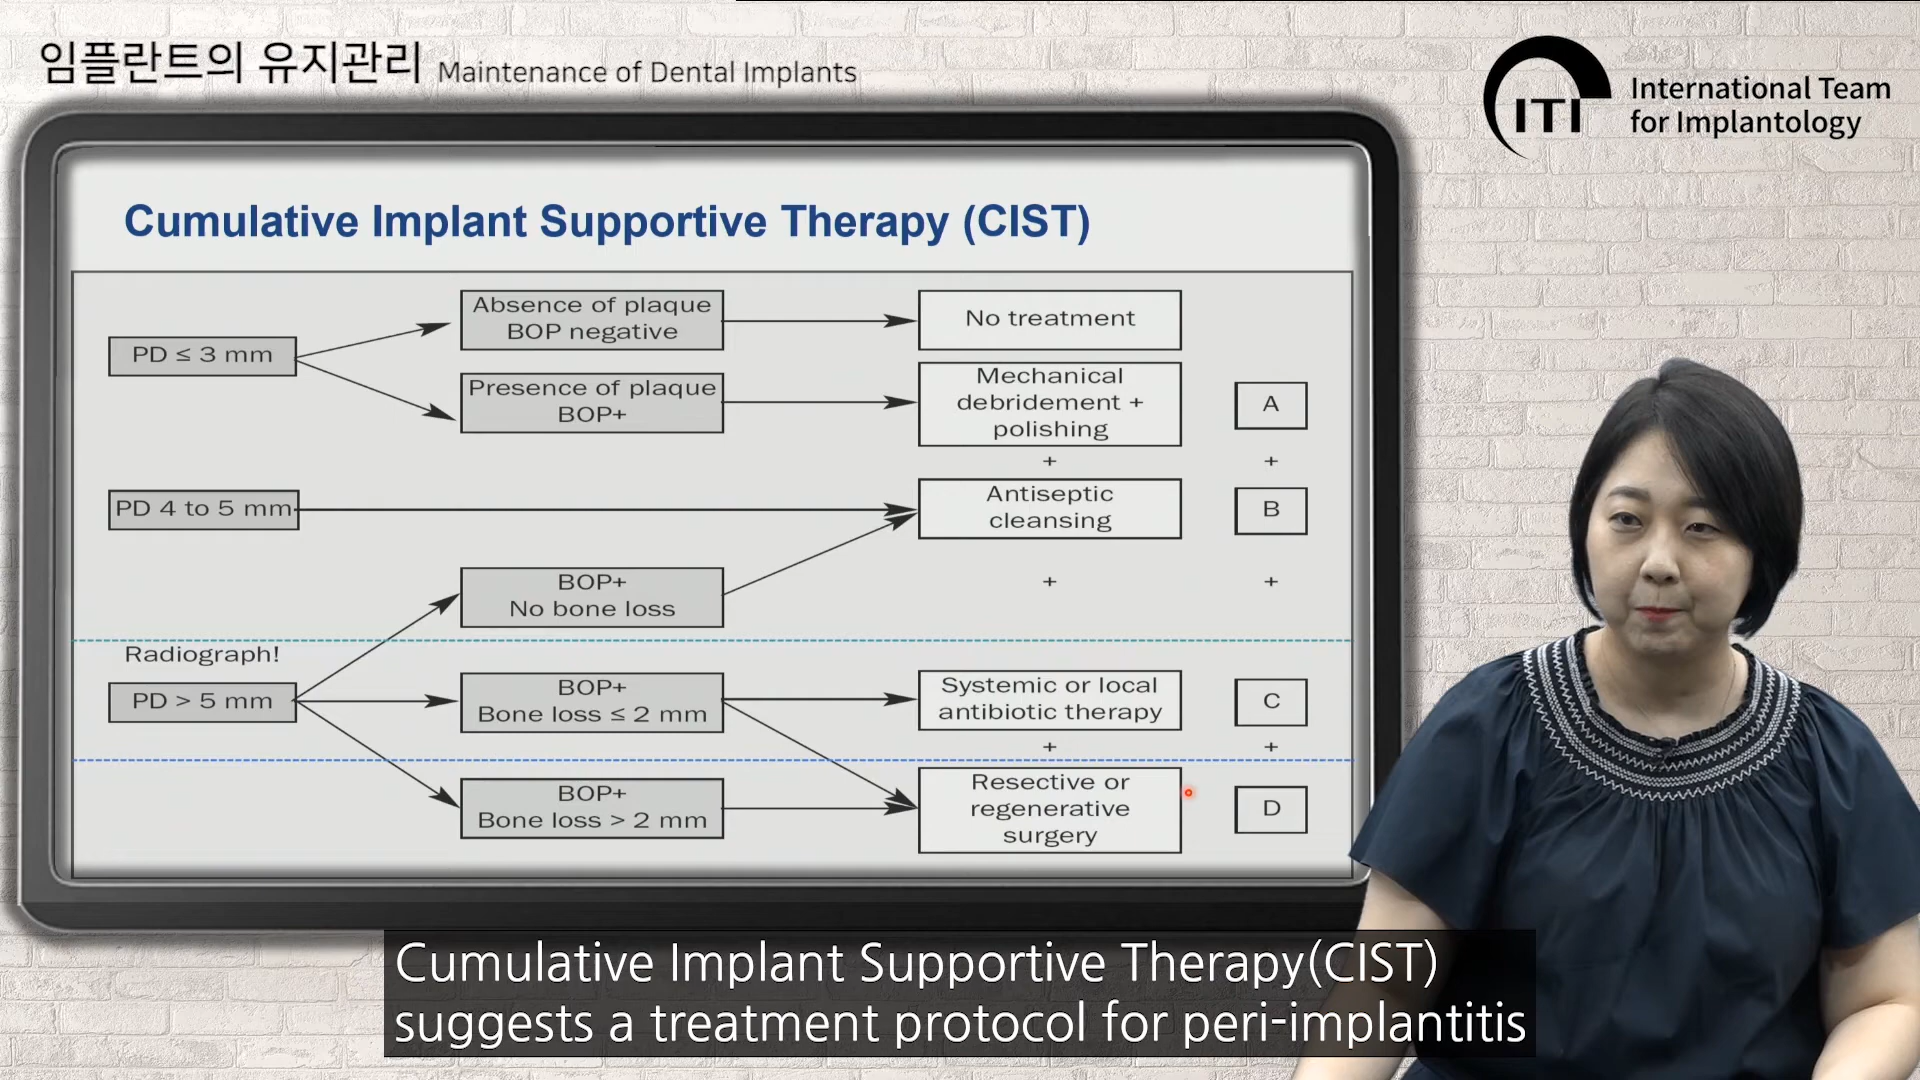 임플란트의 유지관리 Maintenance of Dental Implants
ITI
International Team
for Implantology
Cumulative Implant Supportive Therapy (CIST)
PD ≤ 3 mm
Absence of plaque
BOP negative
No treatment
Presence of plaque
BOP+
Mechanical
debridement +
polishing
A
+
+
PD 4 to 5 mm
Antiseptic
cleansing
B
BOP+
No bone loss
+
+
Radiograph!
PD > 5 mm
BOP+
Bone loss ≤ 2 mm
Systemic or local
antibiotic therapy
C
+
+
BOP+
Bone loss > 2 mm
Resective or
regenerative
surgery
D
Cumulative Implant Supportive Therapy(CIST)
suggests a treatment protocol for peri-implantitis